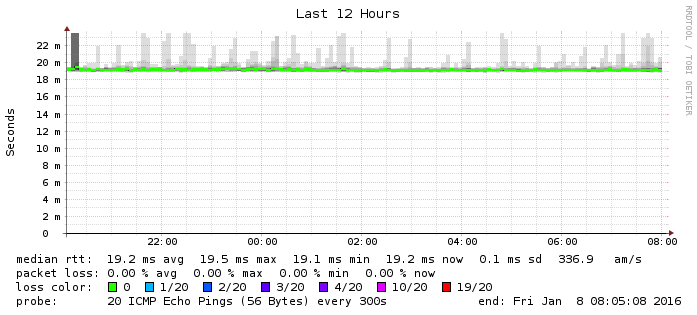 Last 12 Hours
RRDTOOL / TOBI OETIKER
Seconds
22 m
20 m
18 m
16 m
14 m
12 m
10 m
8 m
6 m
4 m
2 m
0
22:00 00:00 02:00 04:00 06:00 08:00
median rtt: 19.2 ms avg 19.5 ms max 19.1 ms min 19.2 ms now 0.1 ms sd 336.9 am/s
packet loss: 0.00 % avg 0.00 % max 0.00 % min 0.00 % now
loss color: 0 1/20 2/20 3/20 4/20 10/20 19/20
probe: 20 ICMP Echo Pings (56 Bytes) every 300s end: Fri Jan 8 08:05:08 2016